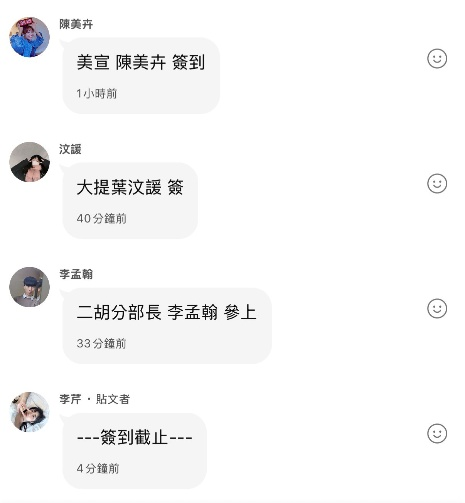 陳美卉
美宣 陳美卉 簽到
1小時前
汶諼
大提葉汶諼 簽
40分鐘前
李孟翰
二胡分部長 李孟翰 參上
33分鐘前
李芹・貼文者
---簽到截止---
4分鐘前